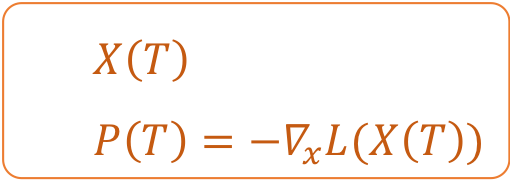 X(T)
P(T) = −∇ₓL(X(T))